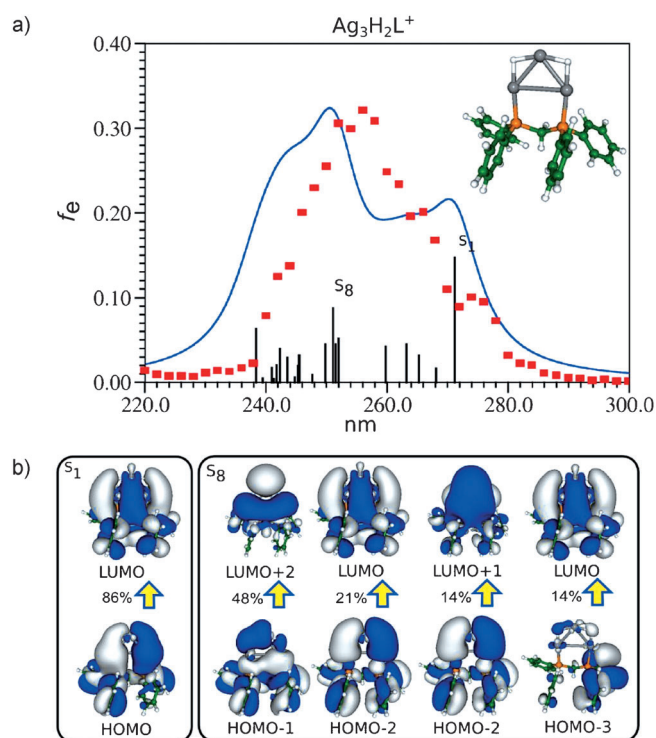 a)
Ag₃H₂L⁺
0.40
0.30
0.20
0.10
0.00
fe
S₈
S₁
220.0 240.0 260.0 280.0 300.0
nm
b)
S₁
LUMO
86%
HOMO
S₈
LUMO+2 LUMO LUMO+1 LUMO
48% 21% 14% 14%
HOMO-1 HOMO-2 HOMO-2 HOMO-3